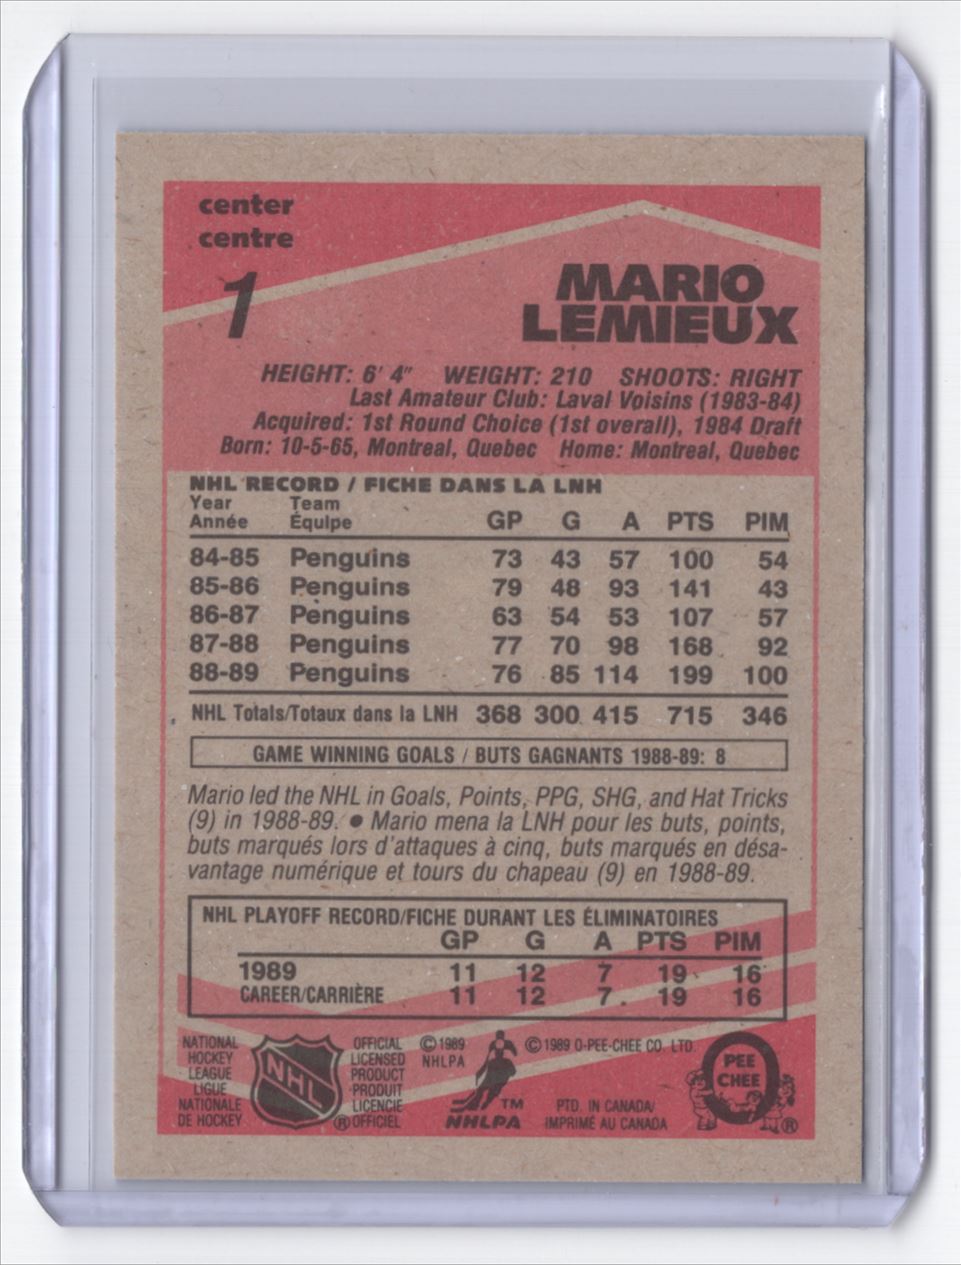 center
centre
1
MARIO
LEMIEUX
HEIGHT: 6' 4" WEIGHT: 210 SHOOTS: RIGHT
Last Amateur Club: Laval Voisins (1983-84)
Acquired: 1st Round Choice (1st overall), 1984 Draft
Born: 10-5-65, Montreal, Quebec Home: Montreal, Quebec
NHL RECORD / FICHE DANS LA LNH
Year Team
Année Équipe GP G A PTS PIM
84-85 Penguins 73 43 57 100 54
85-86 Penguins 79 48 93 141 43
86-87 Penguins 63 54 53 107 57
87-88 Penguins 77 70 98 168 92
88-89 Penguins 76 85 114 199 100
NHL Totals/Totaux dans la LNH 368 300 415 715 346
GAME WINNING GOALS / BUTS GAGNANTS 1988-89: 8
Mario led the NHL in Goals, Points, PPG, SHG, and Hat Tricks
(9) in 1988-89. ● Mario mena la LNH pour les buts, points,
buts marqués lors d'attaques à cinq, buts marqués en désa-
vantage numérique et tours du chapeau (9) en 1988-89.
NHL PLAYOFF RECORD/FICHE DURANT LES ÉLIMINATOIRES
GP G A PTS PIM
1989 11 12 7 19 16
CAREER/CARRIÈRE 11 12 7 19 16
NATIONAL
HOCKEY
LEAGUE
LIGUE
NATIONALE
DE HOCKEY
NHL
®
OFFICIAL
LICENSED
PRODUCT
PRODUIT
LICENCIE
OFFICIEL
© 1989
NHLPA
TM
NHLPA
© 1989 O-PEE-CHEE CO. LTD.
PTD. IN CANADA/
IMPRIMÉ AU CANADA
O
PEE
CHEE
®